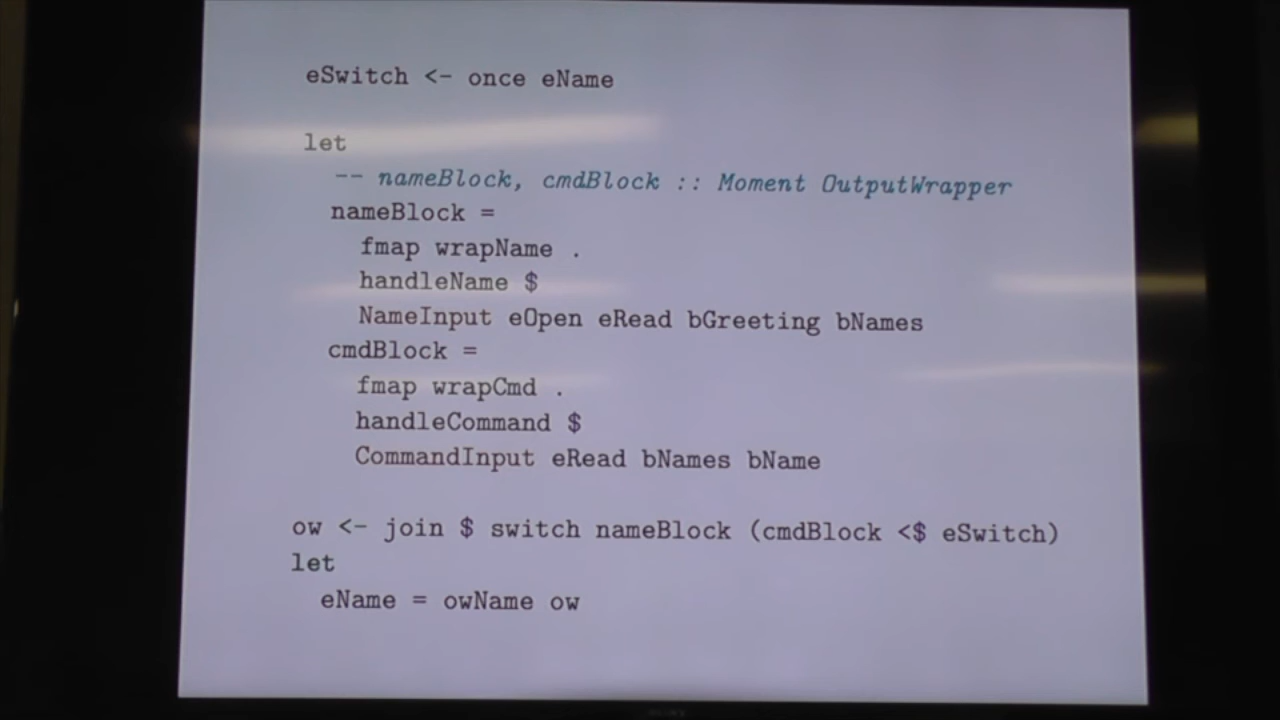 eSwitch <- once eName
let
-- nameBlock, cmdBlock :: Moment OutputWrapper
nameBlock =
fmap wrapName .
handleName $
NameInput eOpen eRead bGreeting bNames
cmdBlock =
fmap wrapCmd .
handleCommand $
CommandInput eRead bNames bName
ow <- join $ switch nameBlock (cmdBlock <$ eSwitch)
let
eName = owName ow